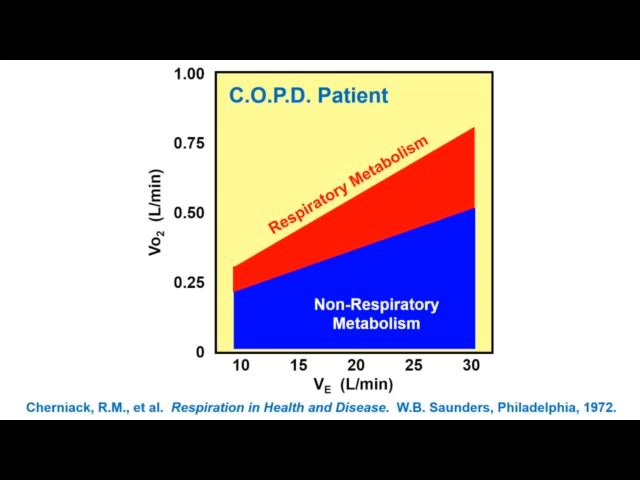 C.O.P.D. Patient
1.00
0.75
0.50
0.25
0
Vo2 (L/min)
Respiratory Metabolism
Non-Respiratory
Metabolism
10 15 20 25 30
VE (L/min)
Cherniack, R.M., et al. Respiration in Health and Disease. W.B. Saunders, Philadelphia, 1972.